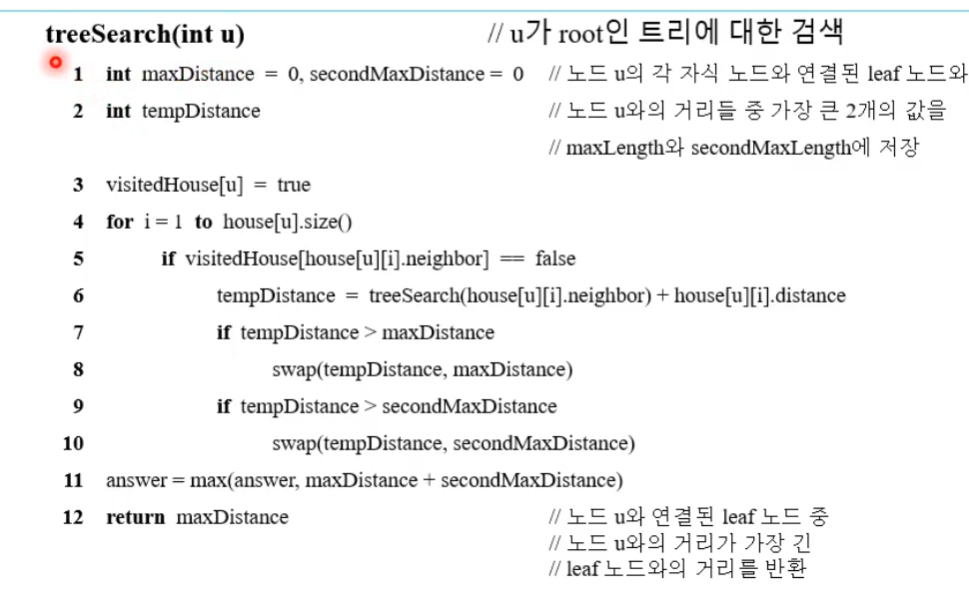 treeSearch(int u) // u가 root인 트리에 대한 검색
1 int maxDistance = 0, secondMaxDistance = 0 // 노드 u의 각 자식 노드와 연결된 leaf 노드와
2 int tempDistance // 노드 u와의 거리들 중 가장 큰 2개의 값을
// maxLength와 secondMaxLength에 저장
3 visitedHouse[u] = true
4 for i = 1 to house[u].size()
5 if visitedHouse[house[u][i].neighbor] == false
6 tempDistance = treeSearch(house[u][i].neighbor) + house[u][i].distance
7 if tempDistance > maxDistance
8 swap(tempDistance, maxDistance)
9 if tempDistance > secondMaxDistance
10 swap(tempDistance, secondMaxDistance)
11 answer = max(answer, maxDistance + secondMaxDistance)
12 return maxDistance // 노드 u와 연결된 leaf 노드 중
// 노드 u와의 거리가 가장 긴
// leaf 노드와의 거리를 반환